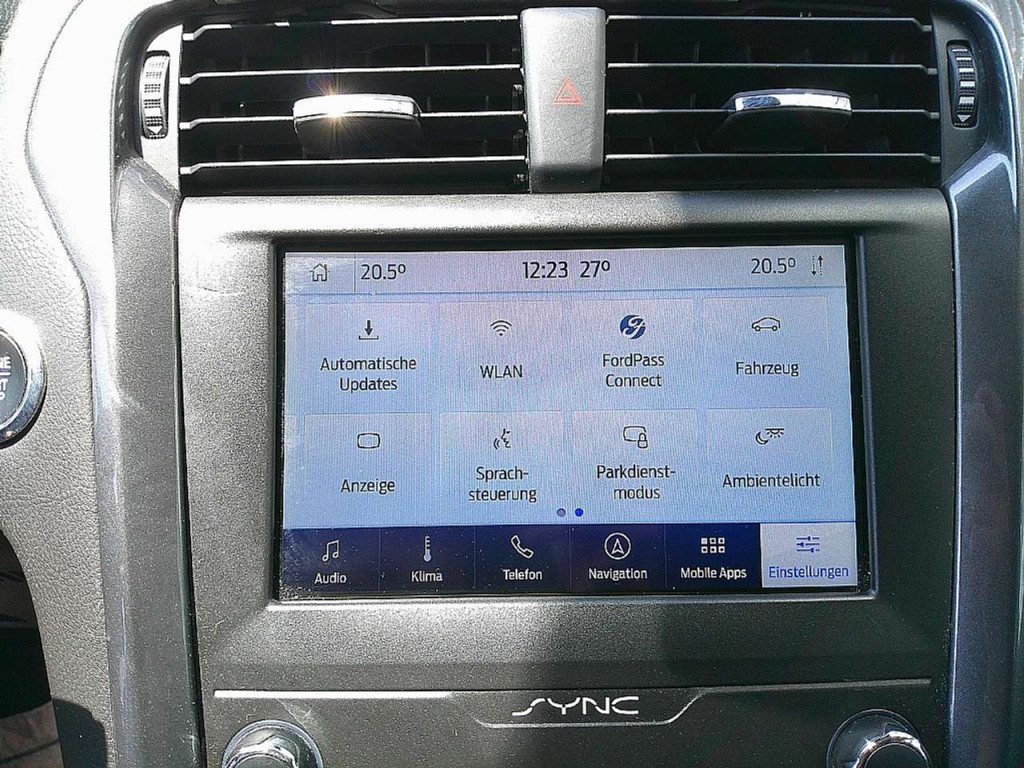 20.5° 12:23 27° 20.5°
Automatische
Updates
WLAN
FordPass
Connect
Fahrzeug
Anzeige
Sprach-
steuerung
Parkdienst-
modus
Ambientelicht
Audio
Klima
Telefon
Navigation
Mobile Apps
Einstellungen
SYNC